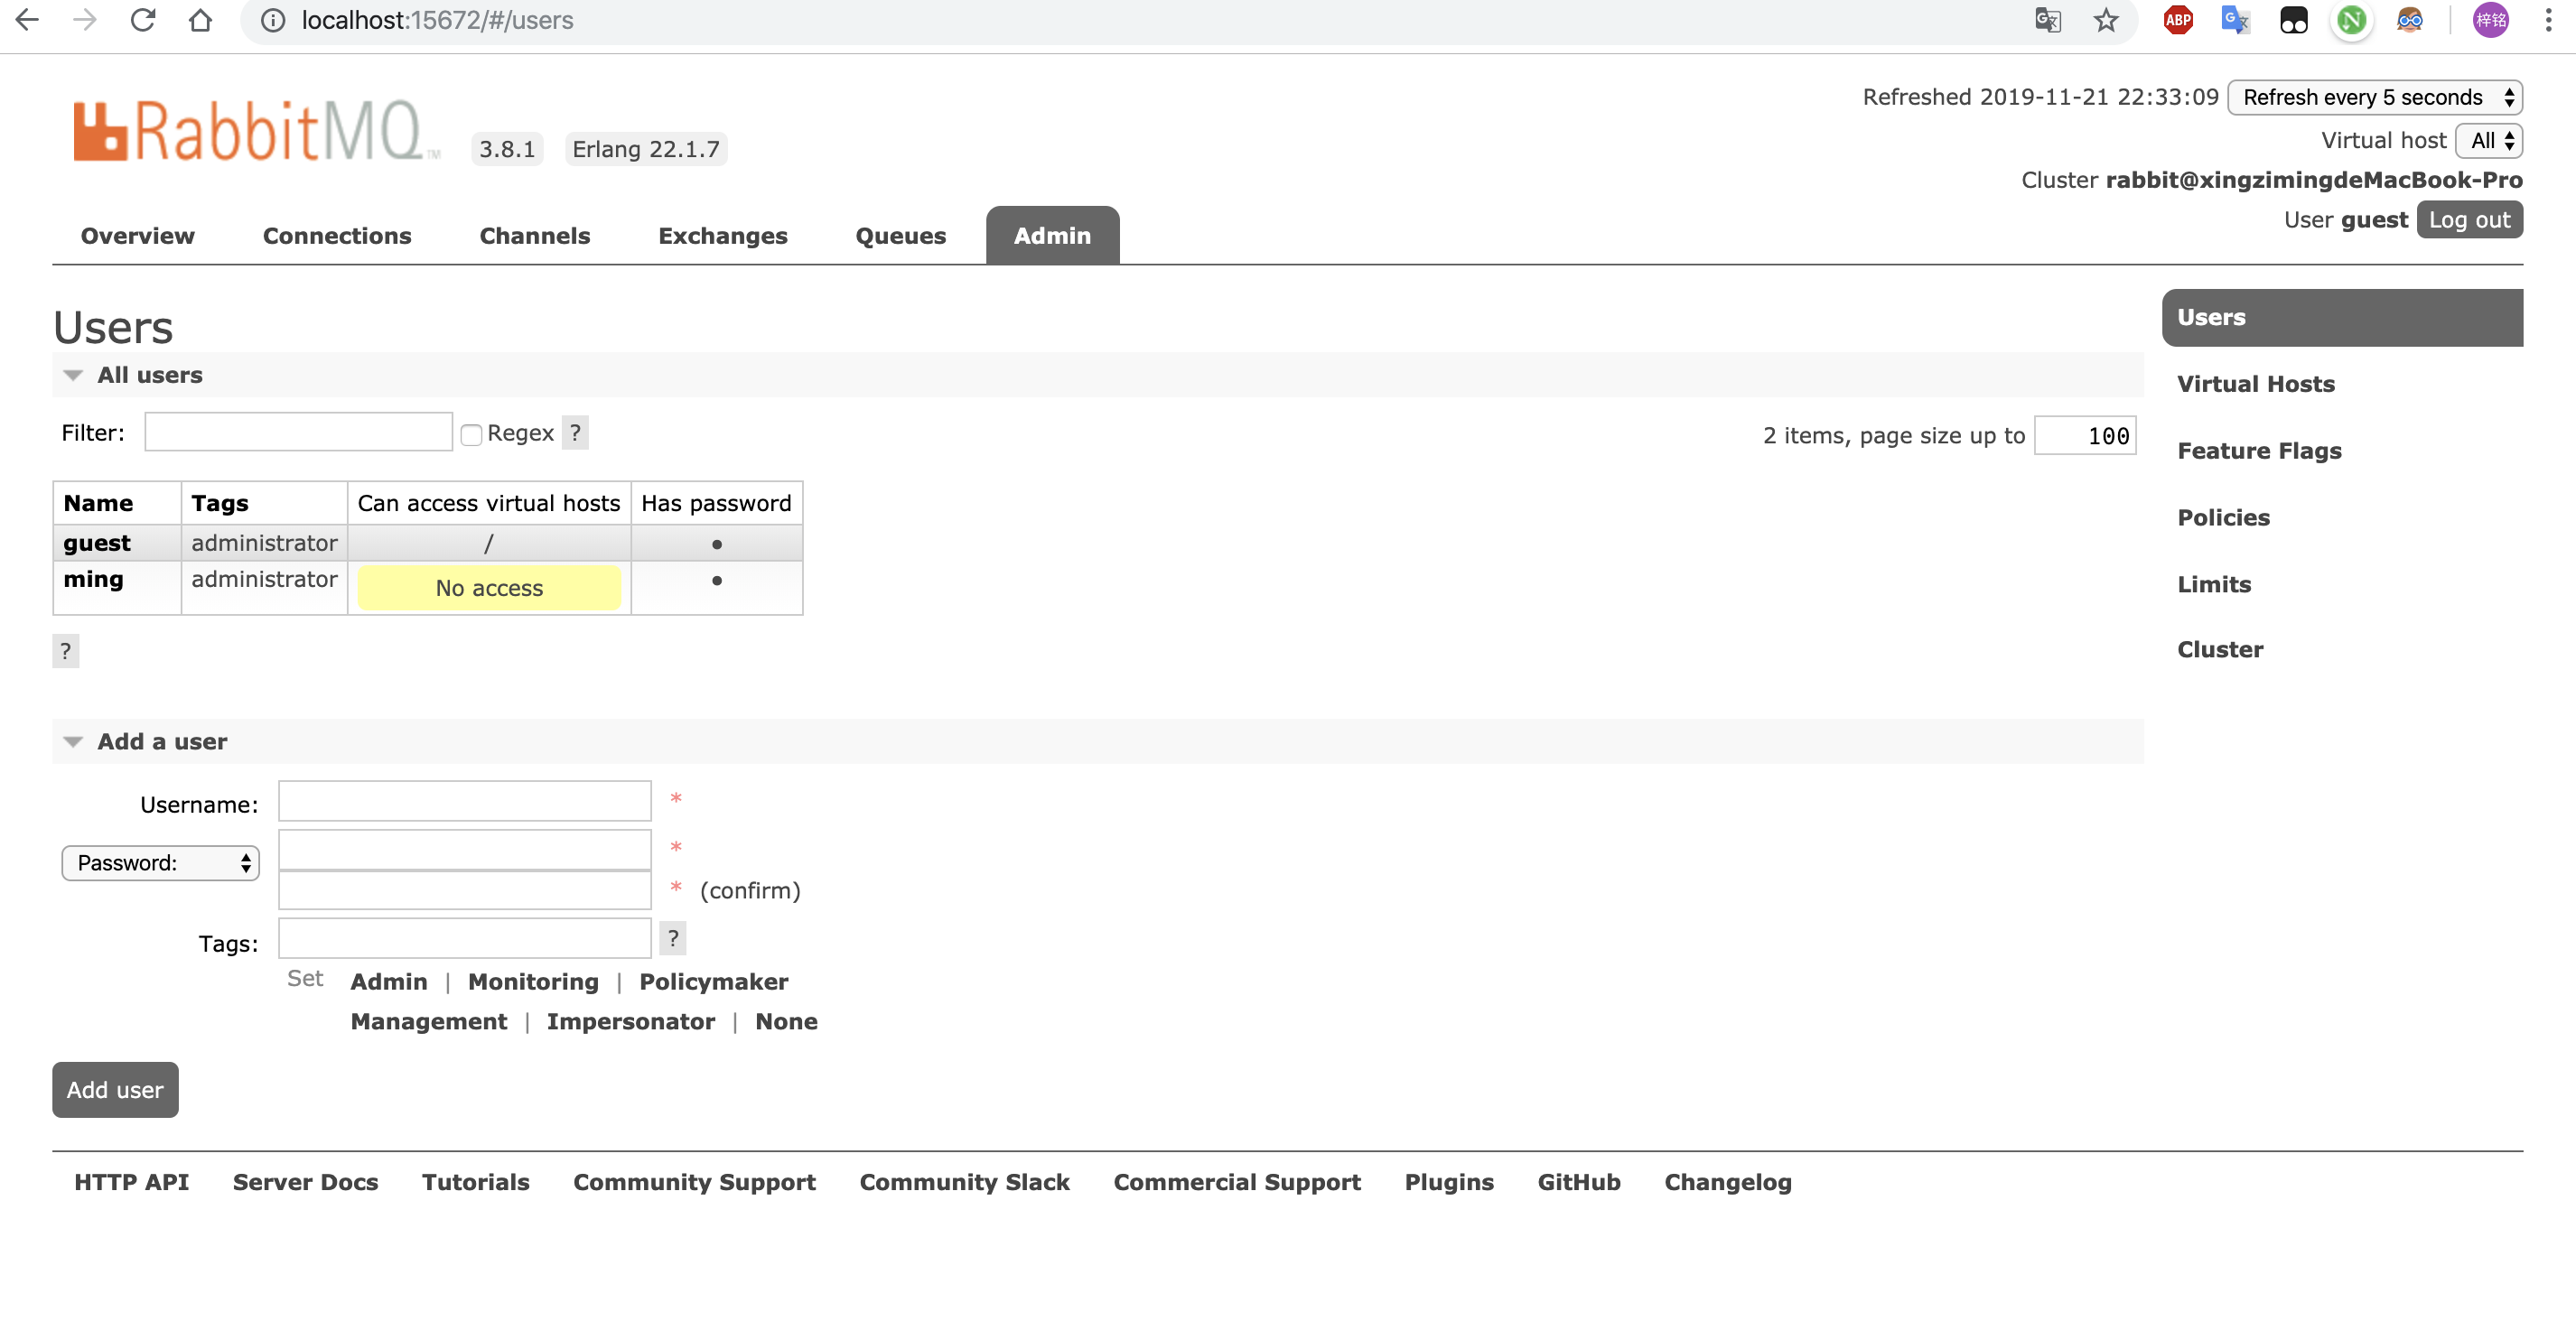 localhost:15672/#/users
ABP
梓铭
RabbitMQ™ 3.8.1 Erlang 22.1.7
Refreshed 2019-11-21 22:33:09 Refresh every 5 seconds
Virtual host All
Cluster rabbit@xingzimingdeMacBook-Pro
User guest Log out
Overview Connections Channels Exchanges Queues Admin
Users
All users
Filter: Regex ? 2 items, page size up to 100
Name Tags Can access virtual hosts Has password
guest administrator / ●
ming administrator No access ●
?
Add a user
Username: *
Password: *
* (confirm)
Tags: ?
Set Admin | Monitoring | Policymaker
Management | Impersonator | None
Add user
Users
Virtual Hosts
Feature Flags
Policies
Limits
Cluster
HTTP API Server Docs Tutorials Community Support Community Slack Commercial Support Plugins GitHub Changelog